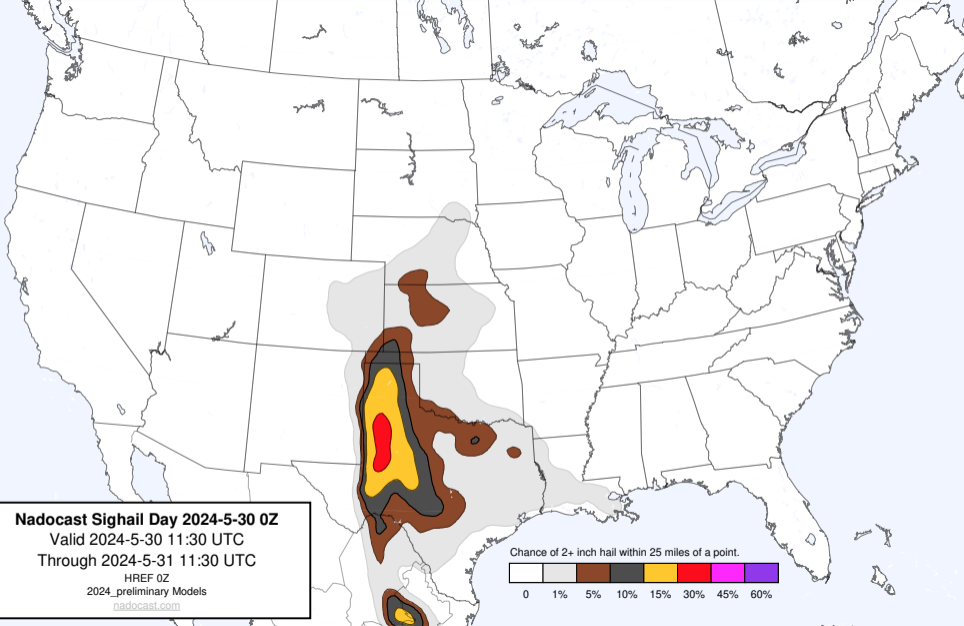 Nadocast Sighail Day 2024-5-30 0Z
Valid 2024-5-30 11:30 UTC
Through 2024-5-31 11:30 UTC
HREF 0Z
2024_preliminary Models
nadocast.com
Chance of 2+ inch hail within 25 miles of a point.
0 1% 5% 10% 15% 30% 45% 60%